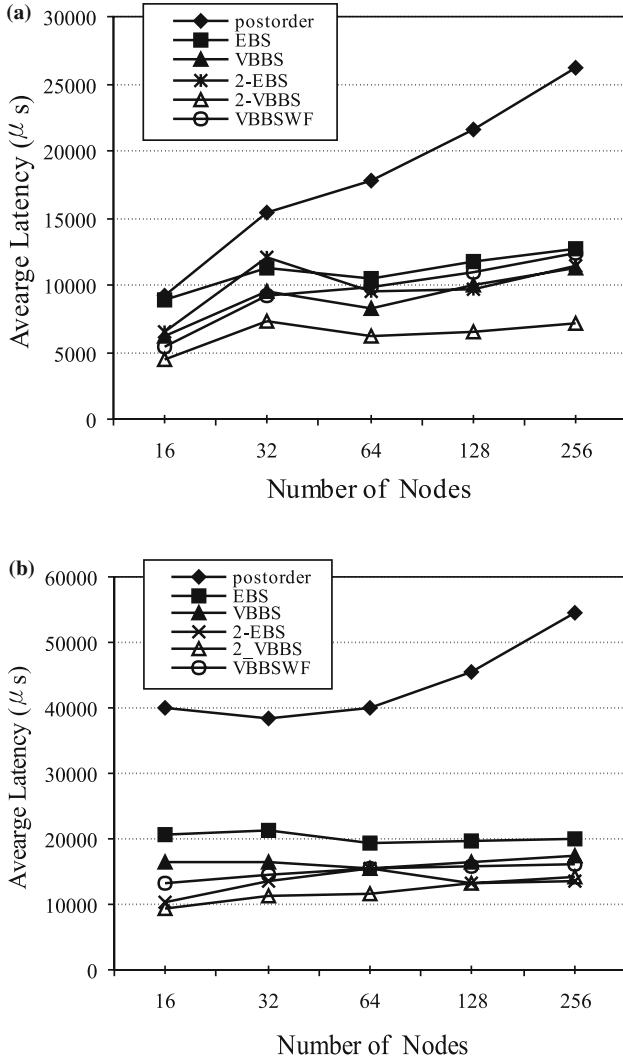 (a)
30000
25000
20000
15000
10000
5000
0
Avearge Latency (μ s)
postorder
EBS
VBBS
2-EBS
2-VBBS
VBBSWF
16 32 64 128 256
Number of Nodes
(b)
60000
50000
40000
30000
20000
10000
0
Avearge Latency (μ s)
postorder
EBS
VBBS
2-EBS
2_VBBS
VBBSWF
16 32 64 128 256
Number of Nodes